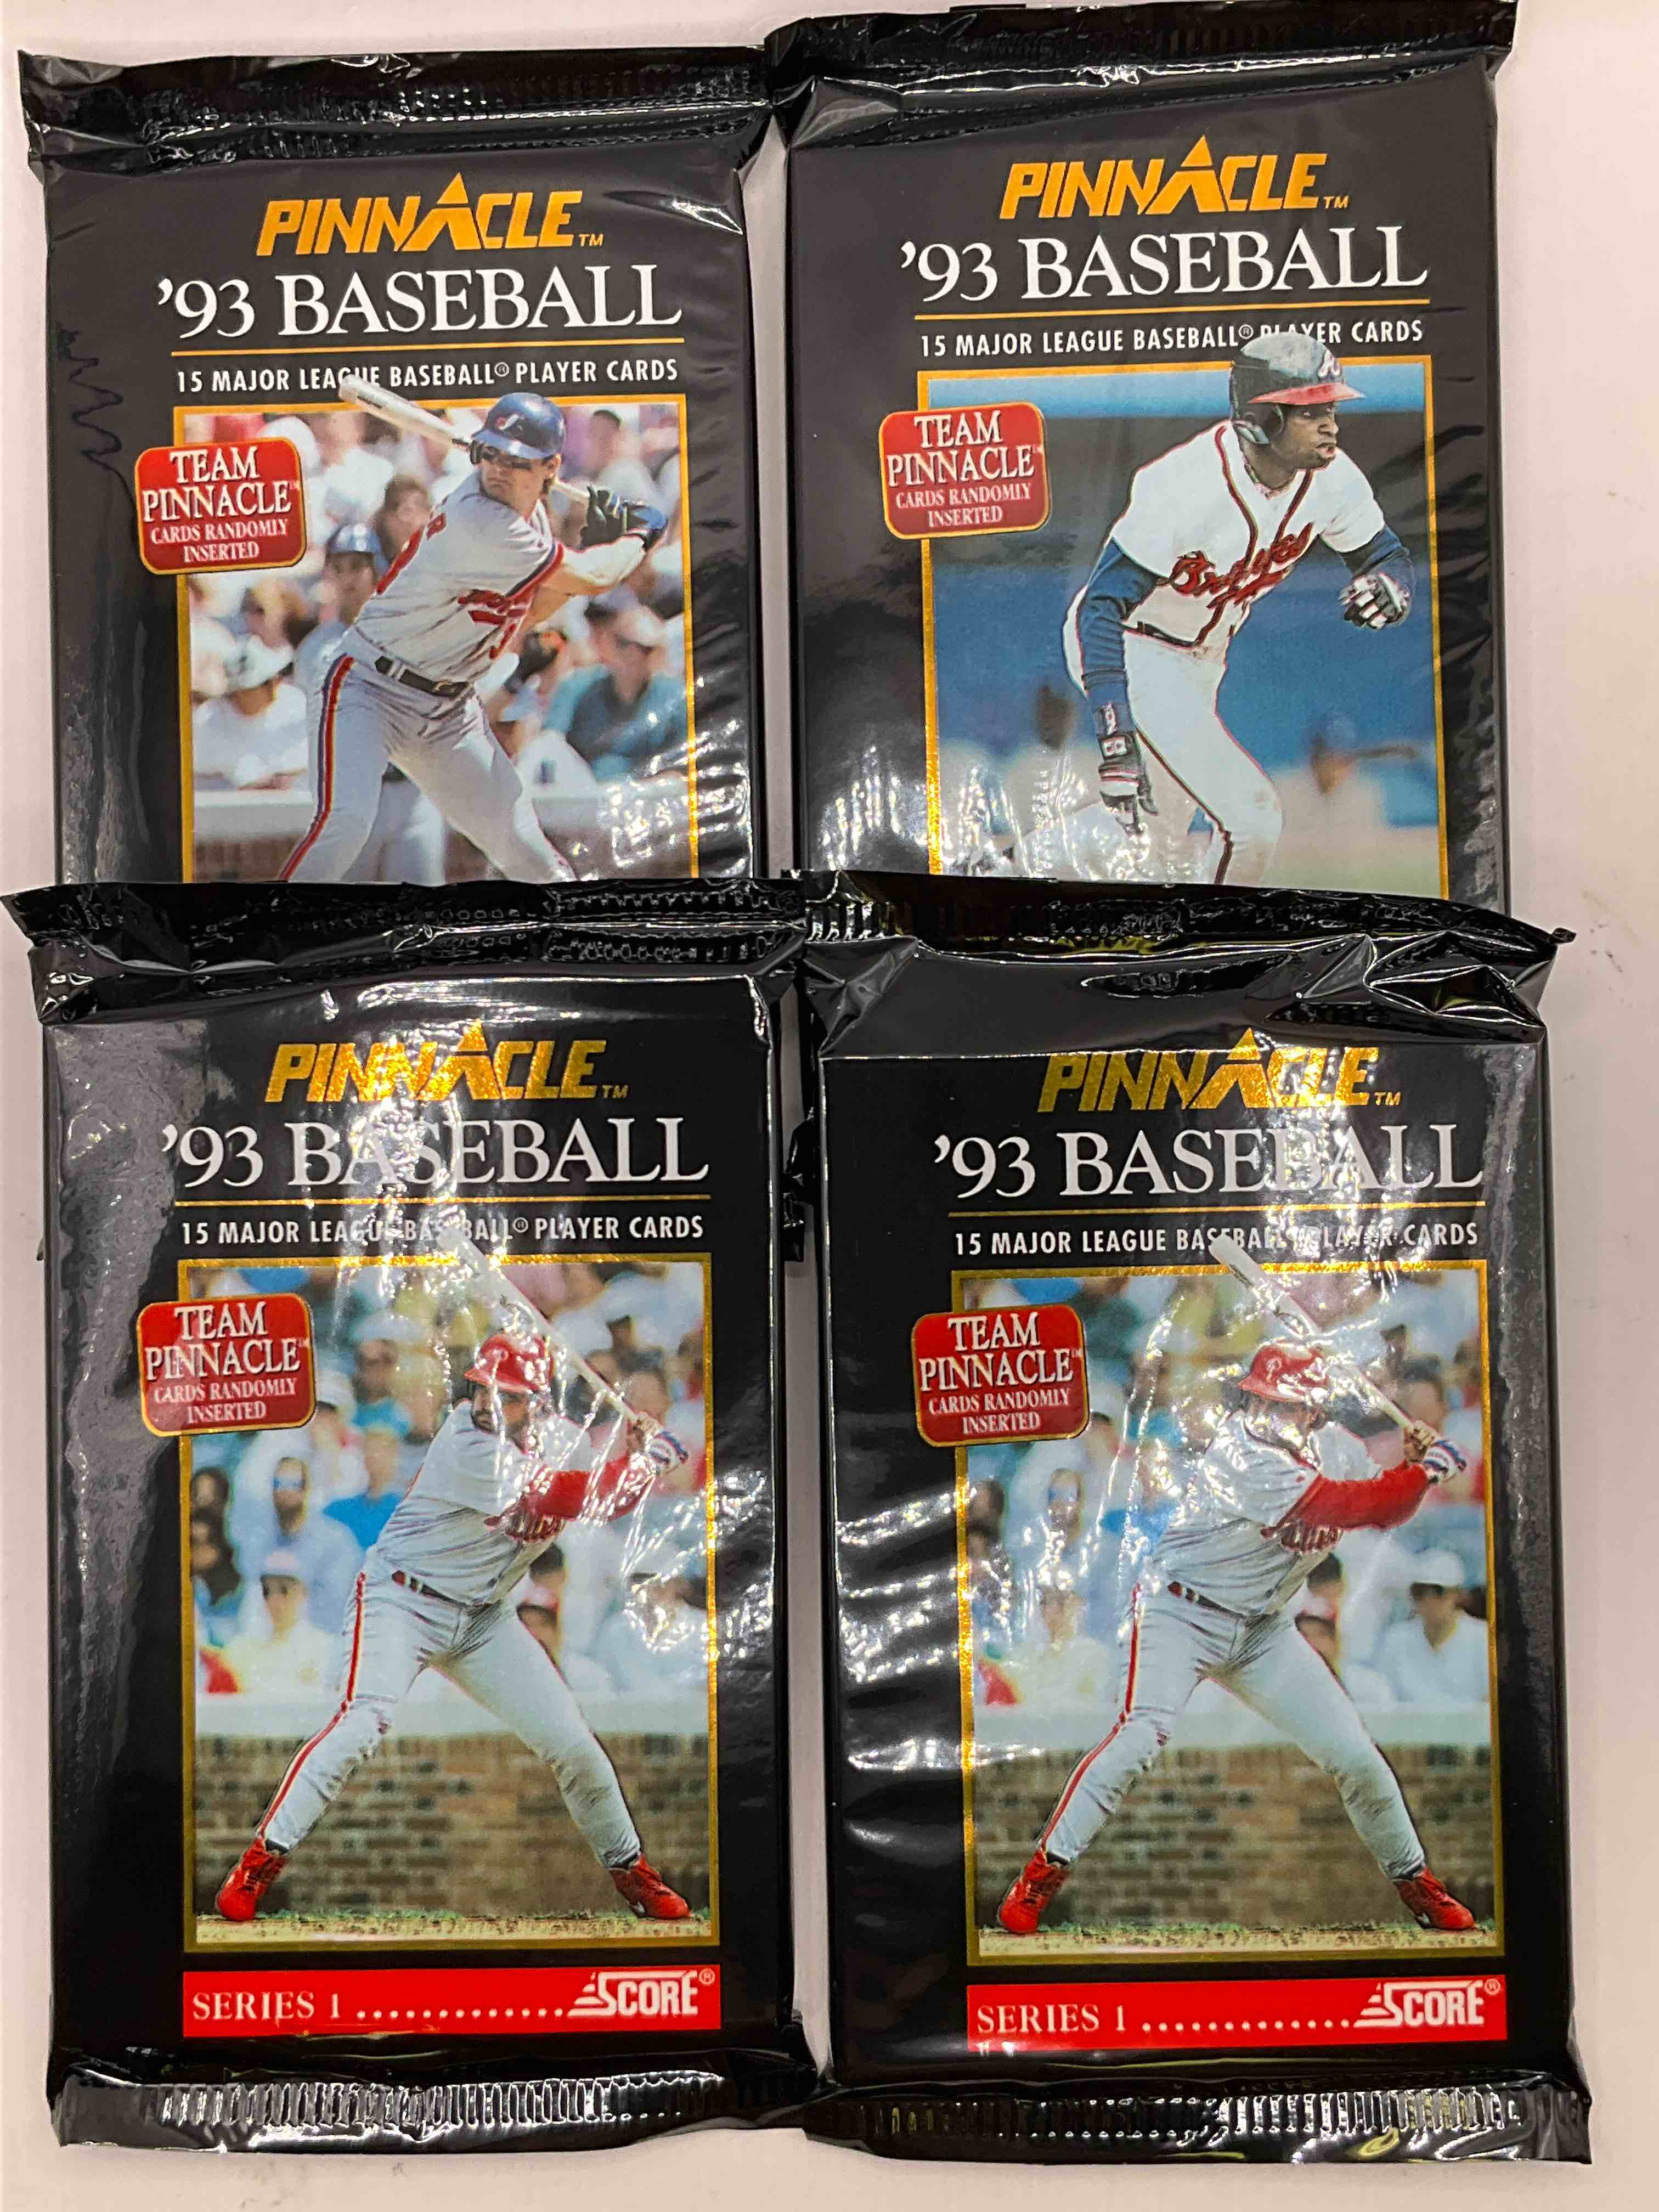 PINNACLE™
'93 BASEBALL
15 MAJOR LEAGUE BASEBALL® PLAYER CARDS
TEAM
PINNACLE™
CARDS RANDOMLY
INSERTED
PINNACLE™
'93 BASEBALL
15 MAJOR LEAGUE BASEBALL® PLAYER CARDS
TEAM
PINNACLE™
CARDS RANDOMLY
INSERTED
Braves
PINNACLE™
'93 BASEBALL
15 MAJOR LEAGUE BASEBALL® PLAYER CARDS
TEAM
PINNACLE™
CARDS RANDOMLY
INSERTED
SERIES 1 .............SCORE®
PINNACLE™
'93 BASEBALL
15 MAJOR LEAGUE BASEBALL® PLAYER CARDS
TEAM
PINNACLE™
CARDS RANDOMLY
INSERTED
SERIES 1 .............SCORE®